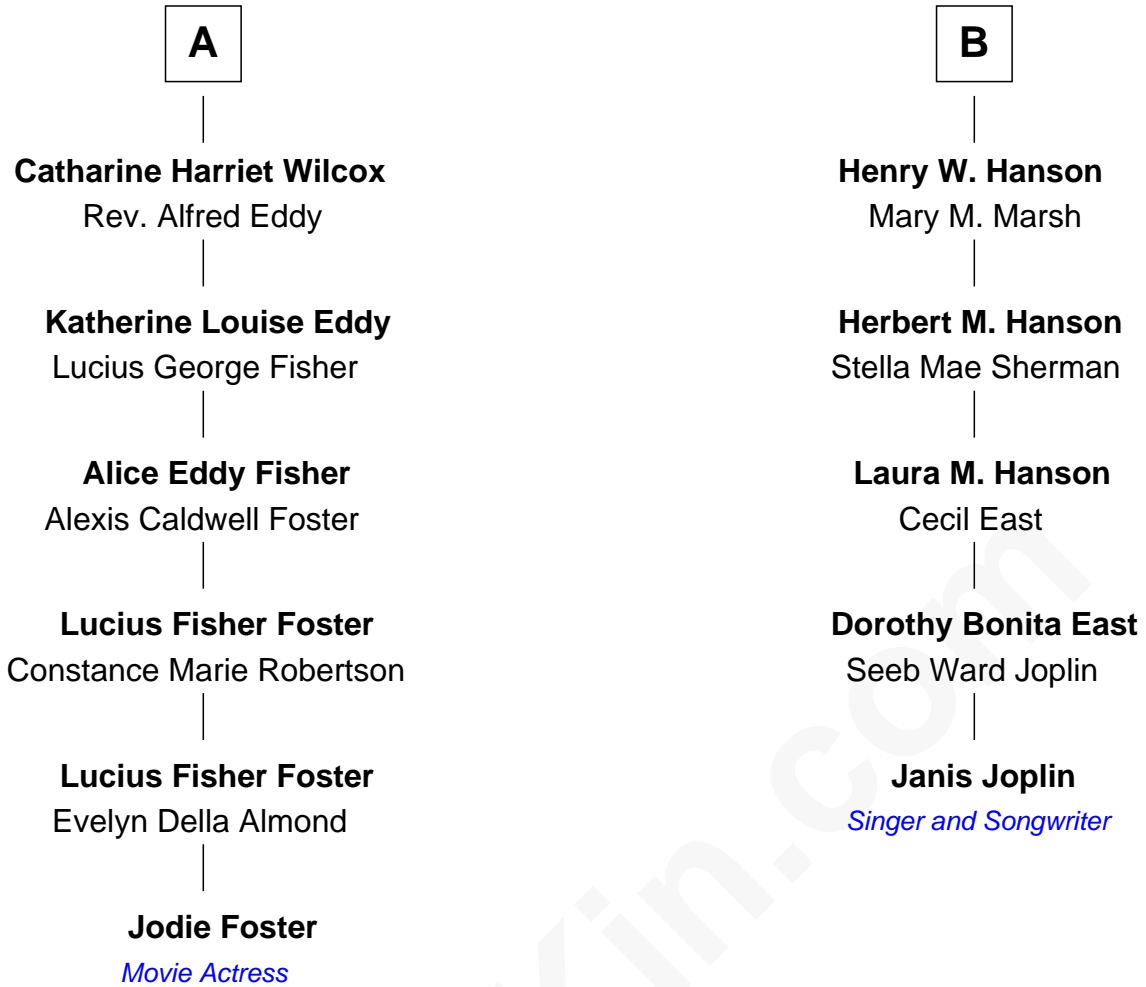 A
Catharine Harriet Wilcox
Rev. Alfred Eddy
Katherine Louise Eddy
Lucius George Fisher
Alice Eddy Fisher
Alexis Caldwell Foster
Lucius Fisher Foster
Constance Marie Robertson
Lucius Fisher Foster
Evelyn Della Almond
Jodie Foster
Movie Actress
B
Henry W. Hanson
Mary M. Marsh
Herbert M. Hanson
Stella Mae Sherman
Laura M. Hanson
Cecil East
Dorothy Bonita East
Seeb Ward Joplin
Janis Joplin
Singer and Songwriter
Kin.com